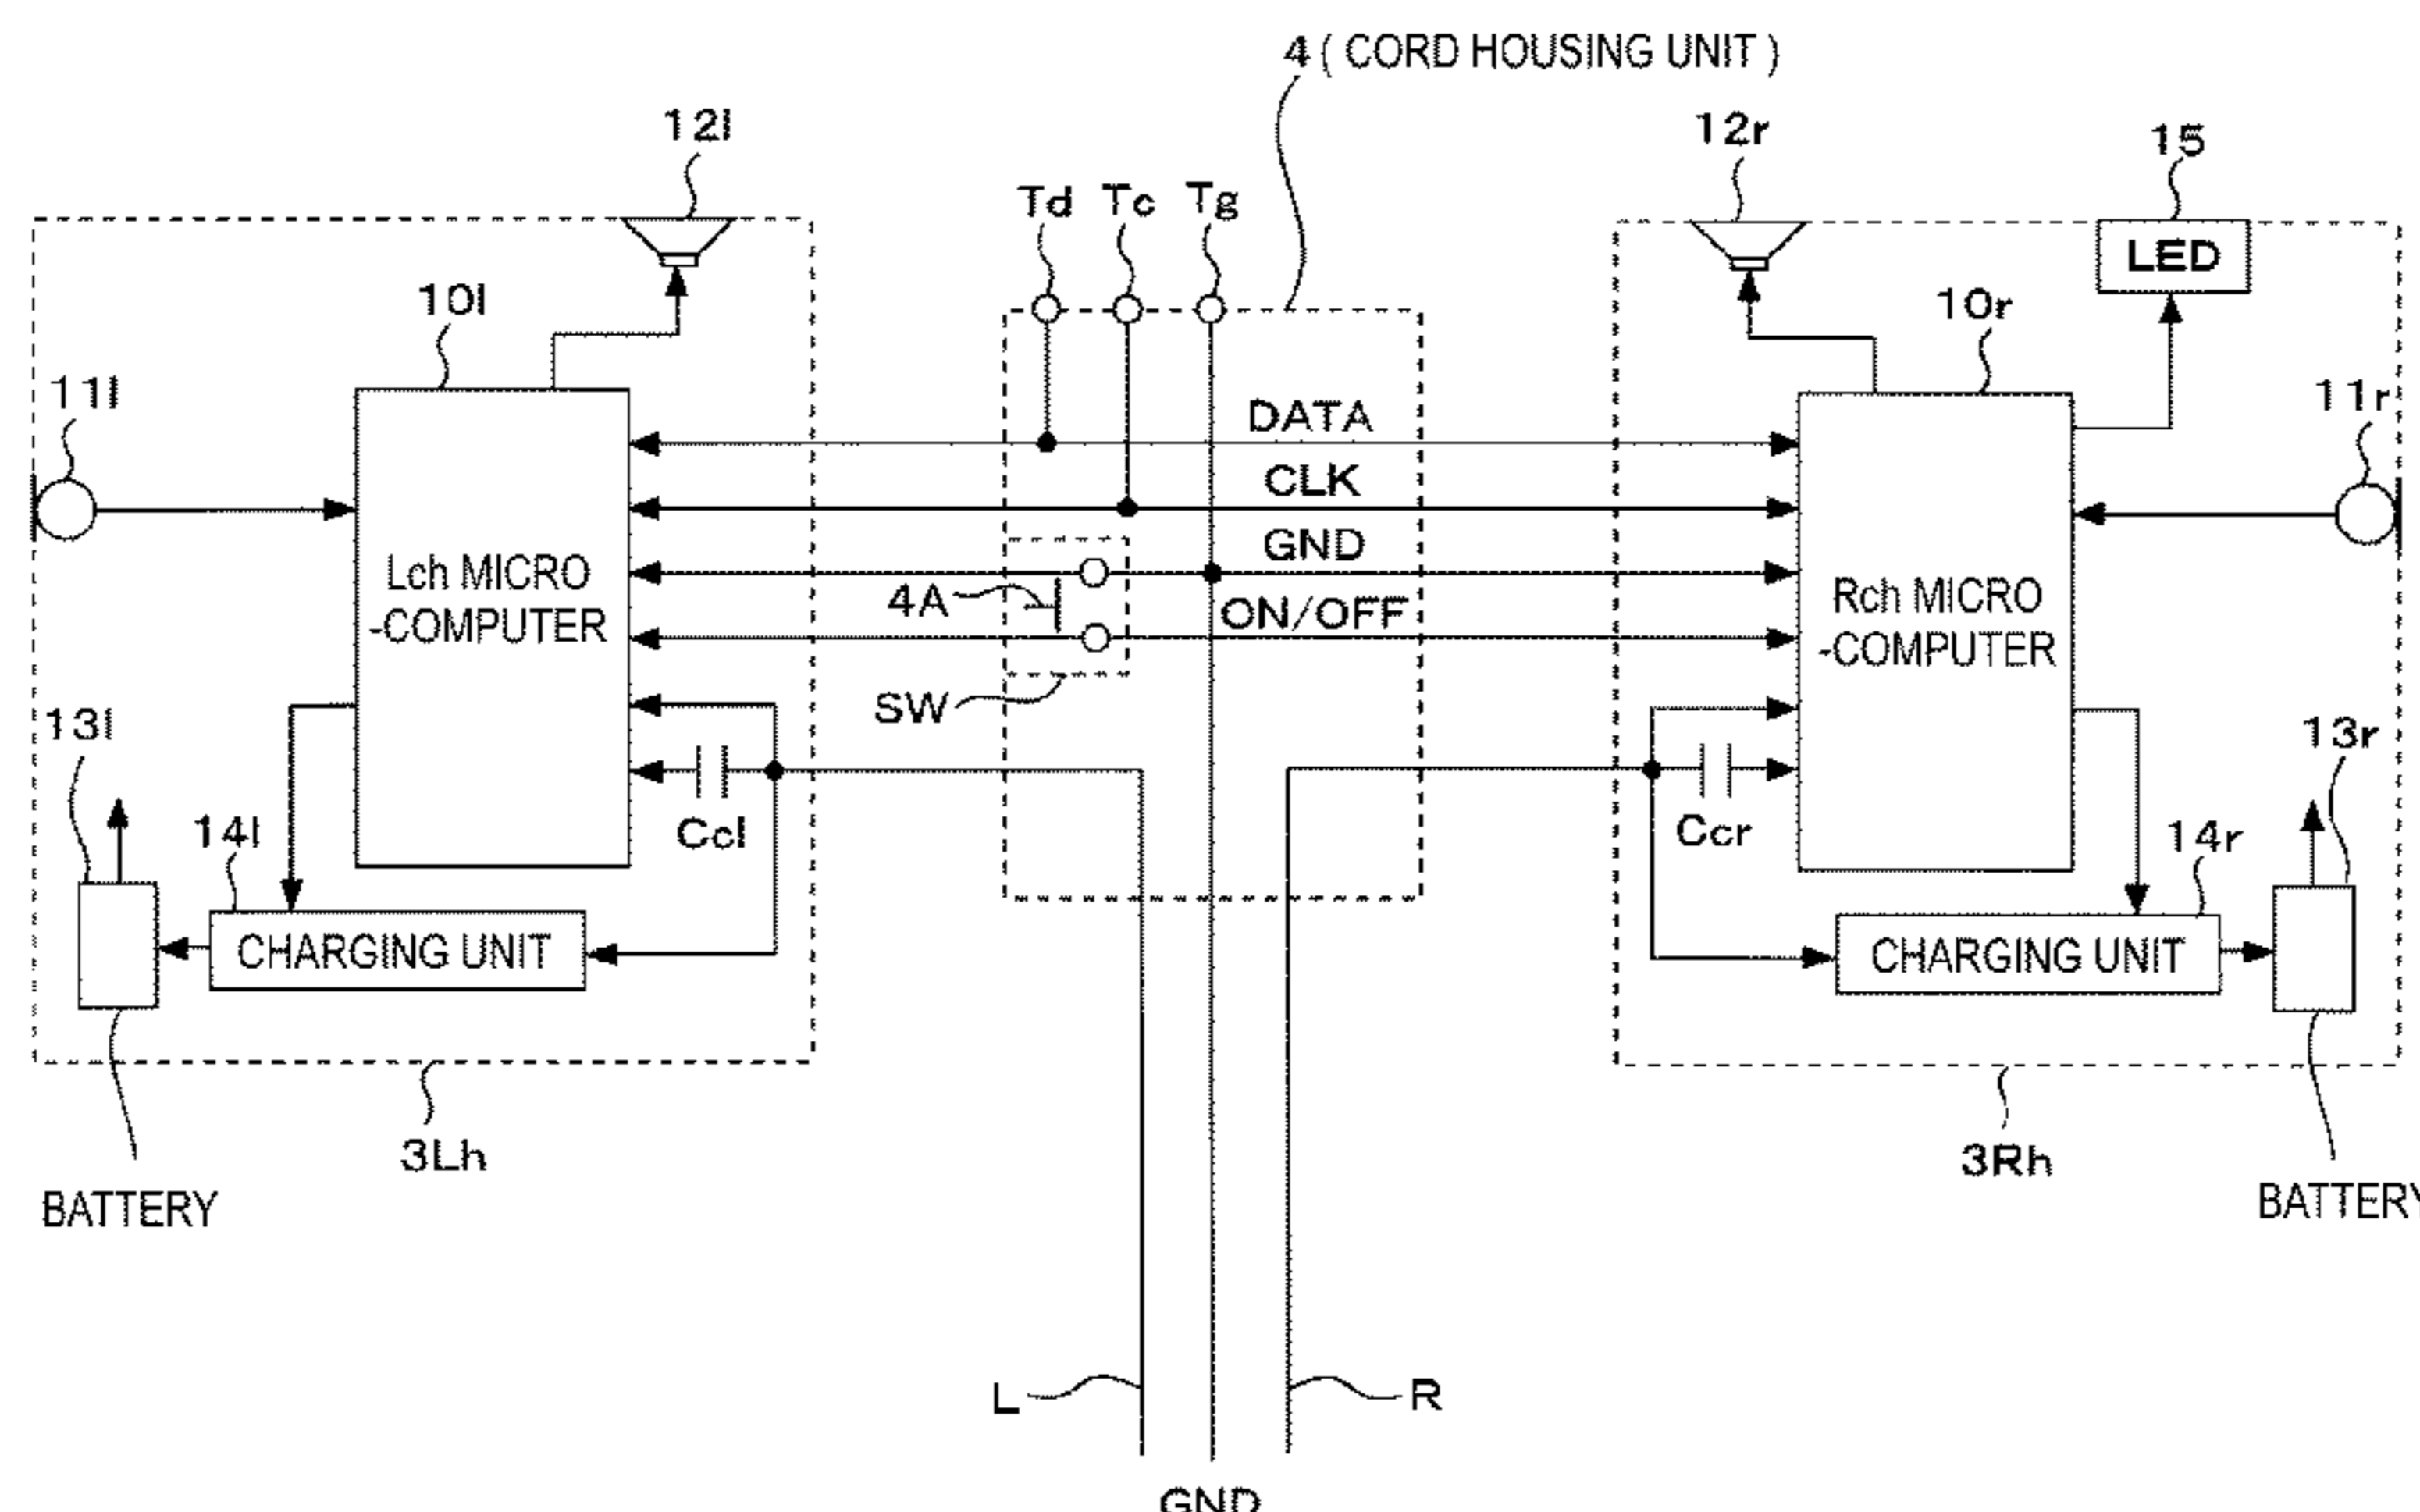 4 ( CORD HOUSING UNIT )
12l
12r
15
Td Tc Tg
LED
10l
10r
11l
11r
DATA
CLK
GND
Lch MICRO
-COMPUTER
4A
ON/OFF
Rch MICRO
-COMPUTER
SW
13l
13r
14l
Ccl
Ccr
14r
CHARGING UNIT
CHARGING UNIT
3Lh
3Rh
BATTERY
BATTERY
L
R
GND